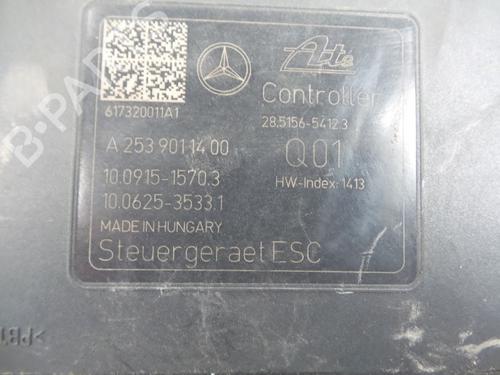 Ate
617320011A1
Controller
28.5156-5412.3
A 253 901 14 00
Q01
10.0915-1570.3
HW-Index: 1413
10.0625-3533.1
MADE IN HUNGARY
Steuergeraet ESC